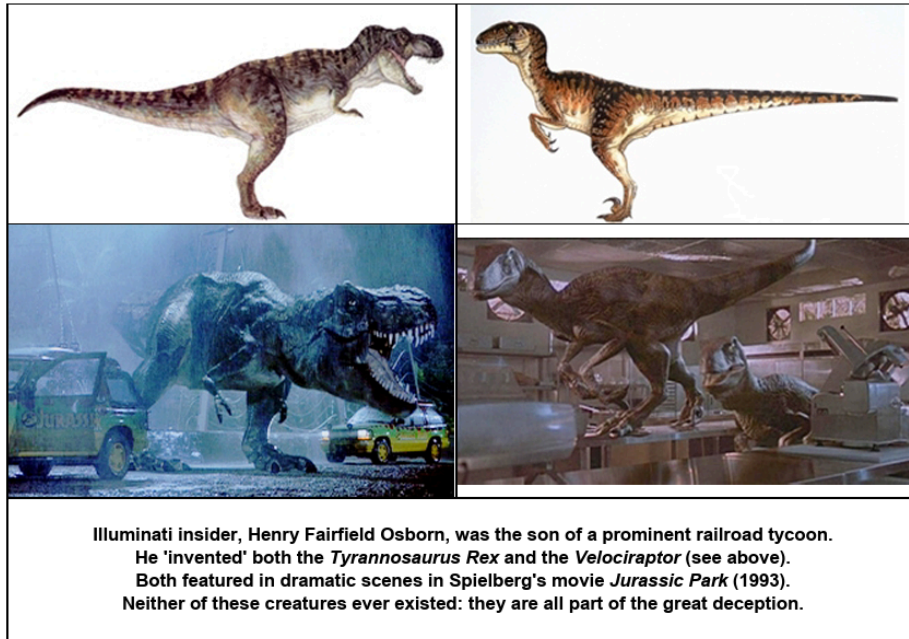 JURASSIC
Illuminati insider, Henry Fairfield Osborn, was the son of a prominent railroad tycoon.
He 'invented' both the Tyrannosaurus Rex and the Velociraptor (see above).
Both featured in dramatic scenes in Spielberg's movie Jurassic Park (1993).
Neither of these creatures ever existed: they are all part of the great deception.